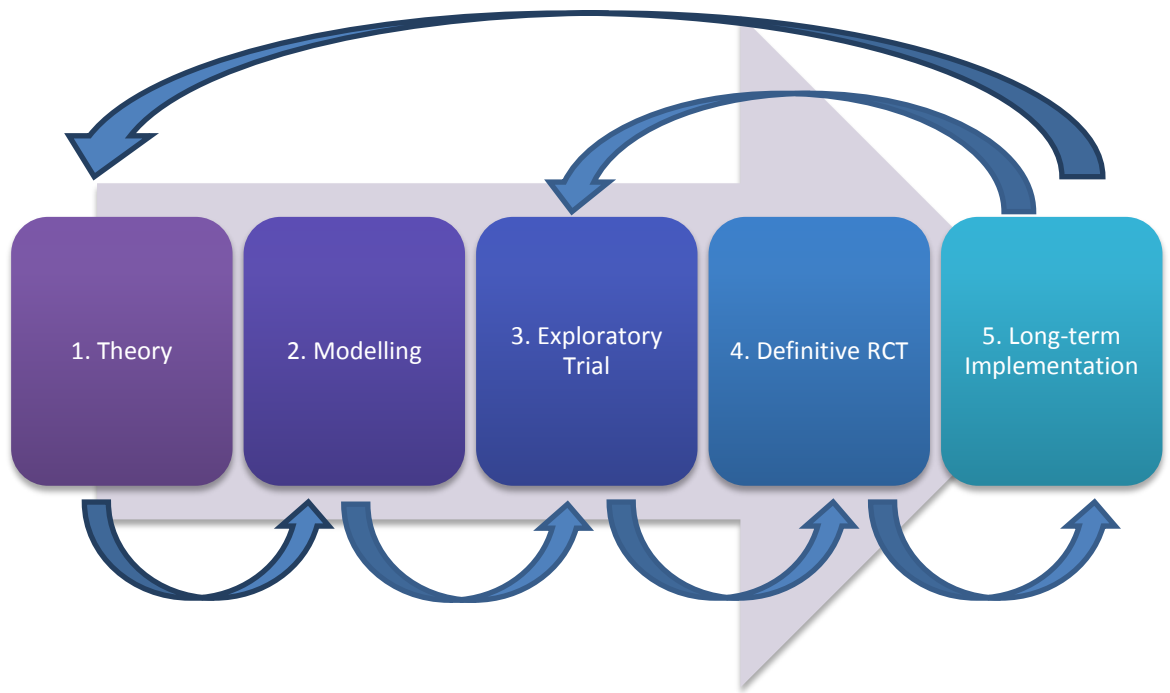 1. Theory
2. Modelling
3. Exploratory
Trial
4. Definitive RCT
5. Long-term
Implementation